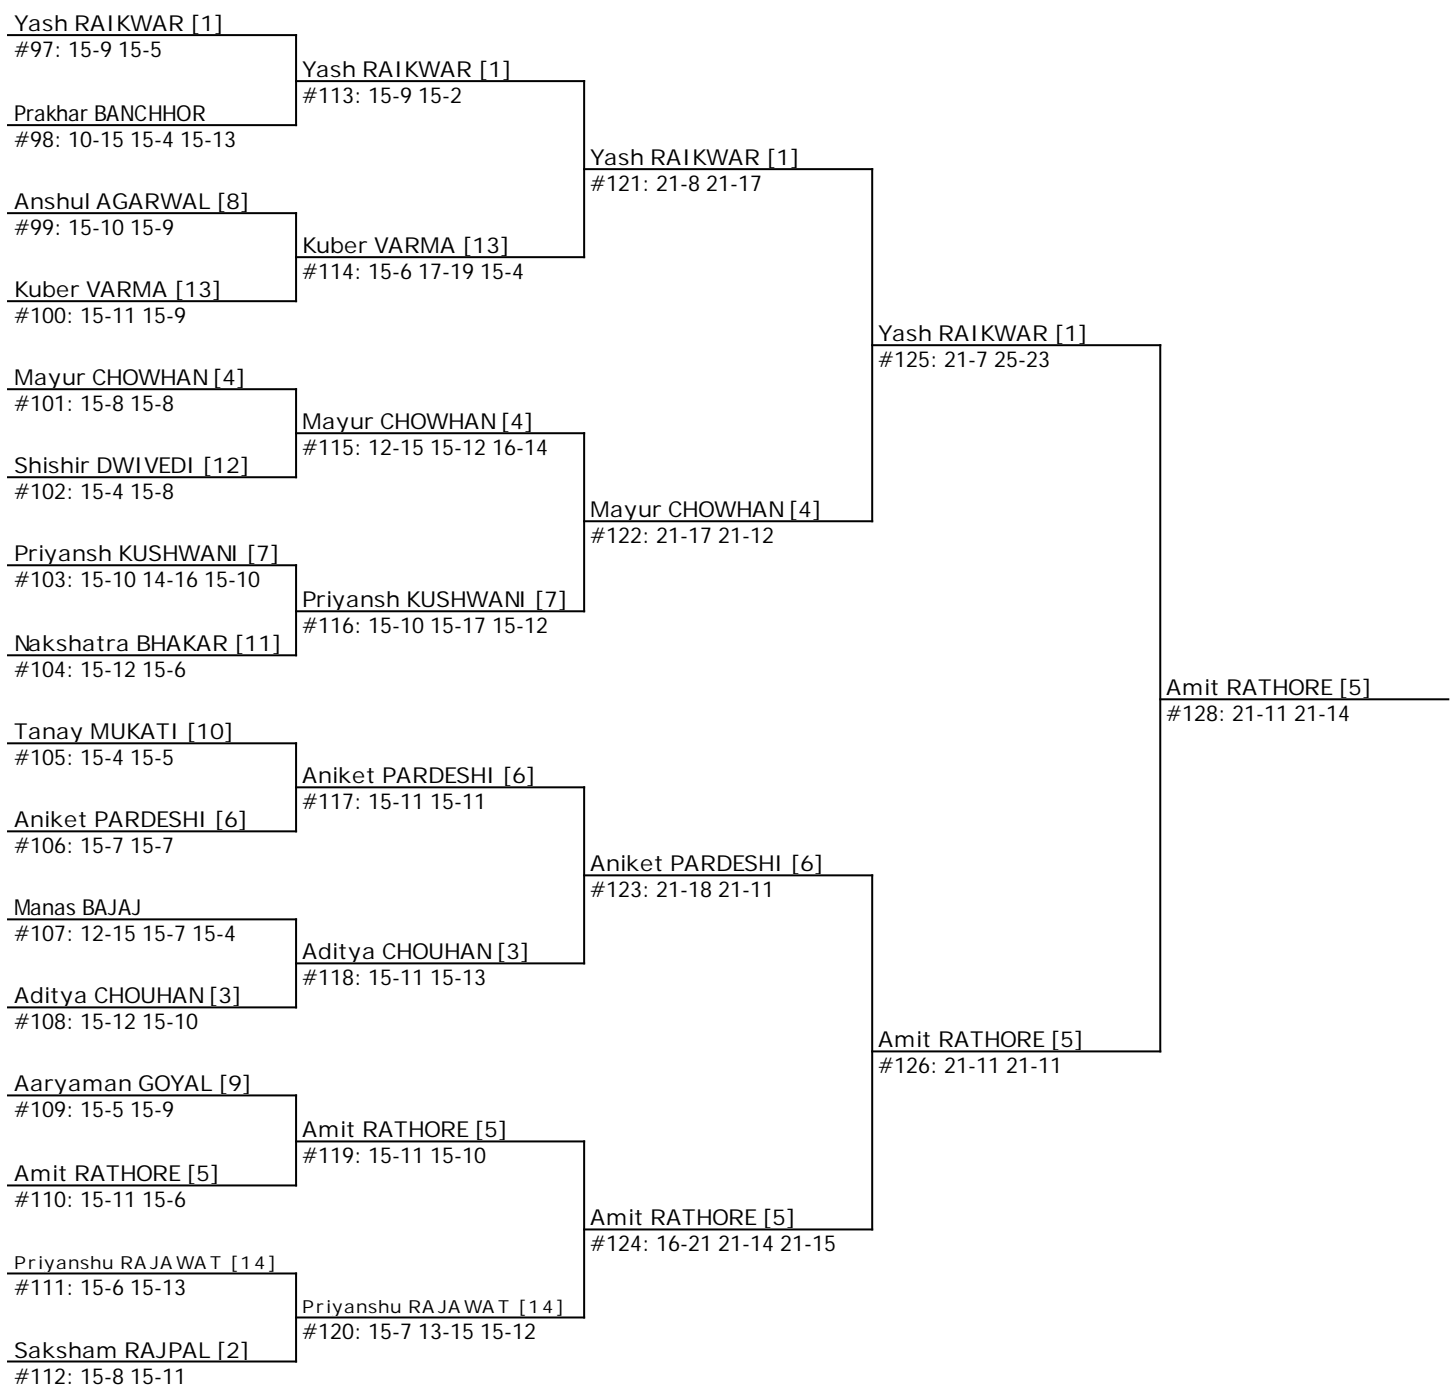 Yash RAIKWAR [1]
#97: 15-9 15-5
Prakhar BANCHHOR
#98: 10-15 15-4 15-13
Anshul AGARWAL [8]
#99: 15-10 15-9
Kuber VARMA [13]
#100: 15-11 15-9
Mayur CHOWHAN [4]
#101: 15-8 15-8
Shishir DWIVEDI [12]
#102: 15-4 15-8
Priyansh KUSHWANI [7]
#103: 15-10 14-16 15-10
Nakshatra BHAKAR [11]
#104: 15-12 15-6
Tanay MUKATI [10]
#105: 15-4 15-5
Aniket PARDESHI [6]
#106: 15-7 15-7
Manas BAJAJ
#107: 12-15 15-7 15-4
Aditya CHOUHAN [3]
#108: 15-12 15-10
Aaryaman GOYAL [9]
#109: 15-5 15-9
Amit RATHORE [5]
#110: 15-11 15-6
Priyanshu RAJAWAT [14]
#111: 15-6 15-13
Saksham RAJPAL [2]
#112: 15-8 15-11
Yash RAIKWAR [1]
#113: 15-9 15-2
Kuber VARMA [13]
#114: 15-6 17-19 15-4
Mayur CHOWHAN [4]
#115: 12-15 15-12 16-14
Priyansh KUSHWANI [7]
#116: 15-10 15-17 15-12
Aniket PARDESHI [6]
#117: 15-11 15-11
Aditya CHOUHAN [3]
#118: 15-11 15-13
Amit RATHORE [5]
#119: 15-11 15-10
Priyanshu RAJAWAT [14]
#120: 15-7 13-15 15-12
Yash RAIKWAR [1]
#121: 21-8 21-17
Mayur CHOWHAN [4]
#122: 21-17 21-12
Aniket PARDESHI [6]
#123: 21-18 21-11
Amit RATHORE [5]
#124: 16-21 21-14 21-15
Yash RAIKWAR [1]
#125: 21-7 25-23
Amit RATHORE [5]
#126: 21-11 21-11
Amit RATHORE [5]
#128: 21-11 21-14